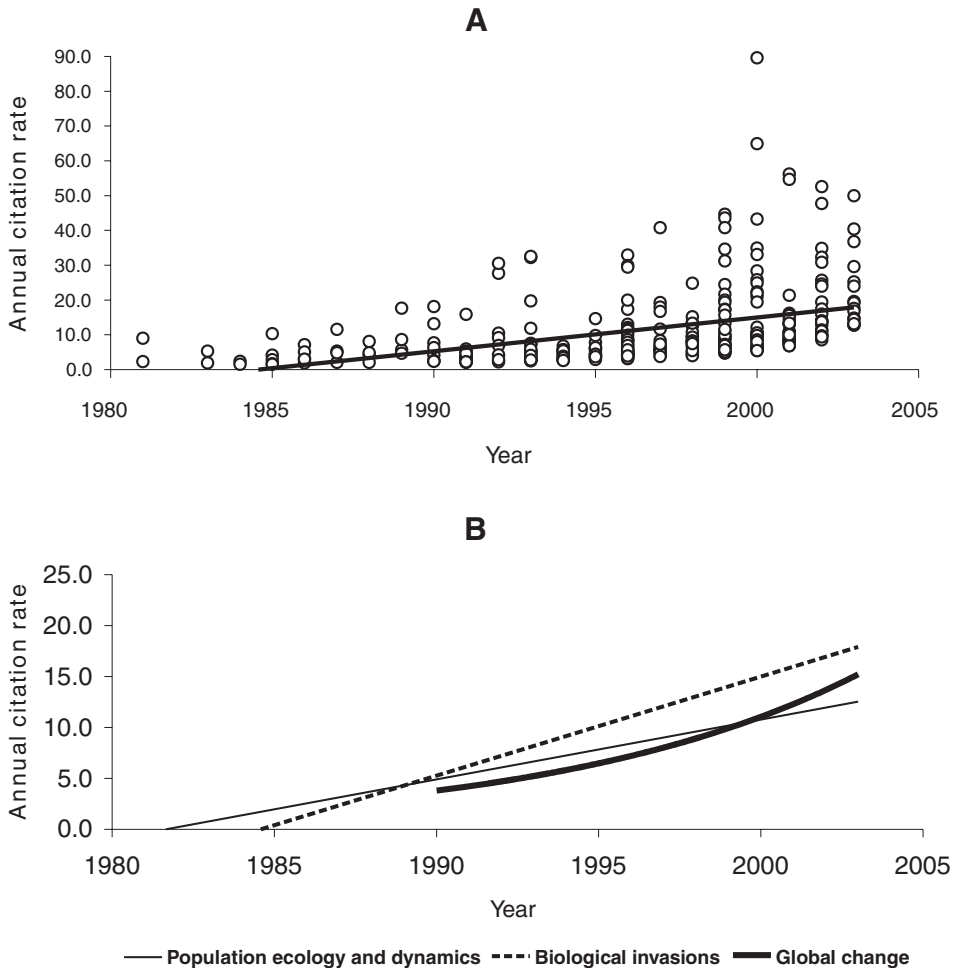 A
Annual citation rate
90.0
80.0
70.0
60.0
50.0
40.0
30.0
20.0
10.0
0.0
1980 1985 1990 1995 2000 2005
Year
B
Annual citation rate
25.0
20.0
15.0
10.0
5.0
0.0
1980 1985 1990 1995 2000 2005
Year
Population ecology and dynamics Biological invasions Global change